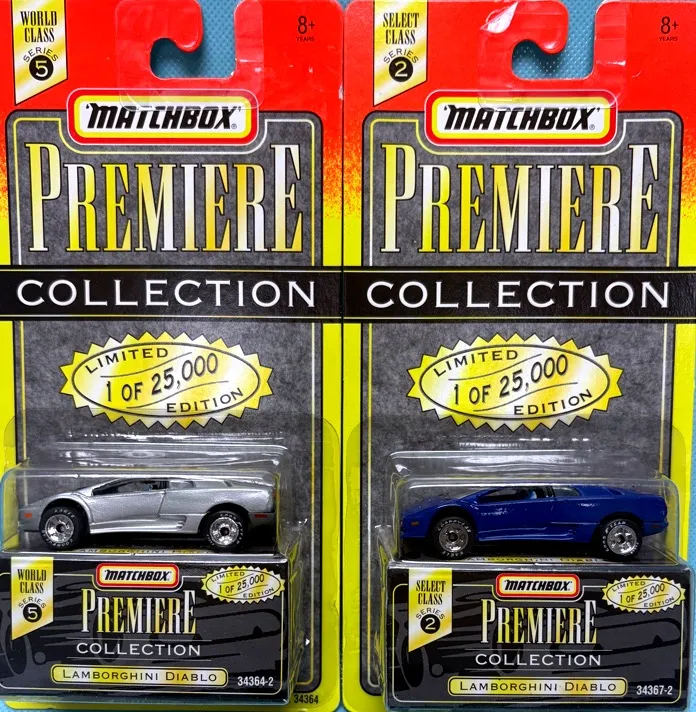 WORLD
CLASS
SERIES
5
8+
YEARS
MATCHBOX®
PREMIERE
COLLECTION
LIMITED
1 OF 25,000
EDITION
WORLD
CLASS
SERIES
5
MATCHBOX
LIMITED
1 OF 25,000
EDITION
PREMIERE
COLLECTION
LAMBORGHINI DIABLO
34364-2
34364
SELECT
CLASS
SERIES
2
8+
YEARS
MATCHBOX®
PREMIERE
COLLECTION
LIMITED
1 OF 25,000
EDITION
SELECT
CLASS
SERIES
2
MATCHBOX
LIMITED
1 OF 25,000
EDITION
PREMIERE
COLLECTION
LAMBORGHINI DIABLO
34367-2